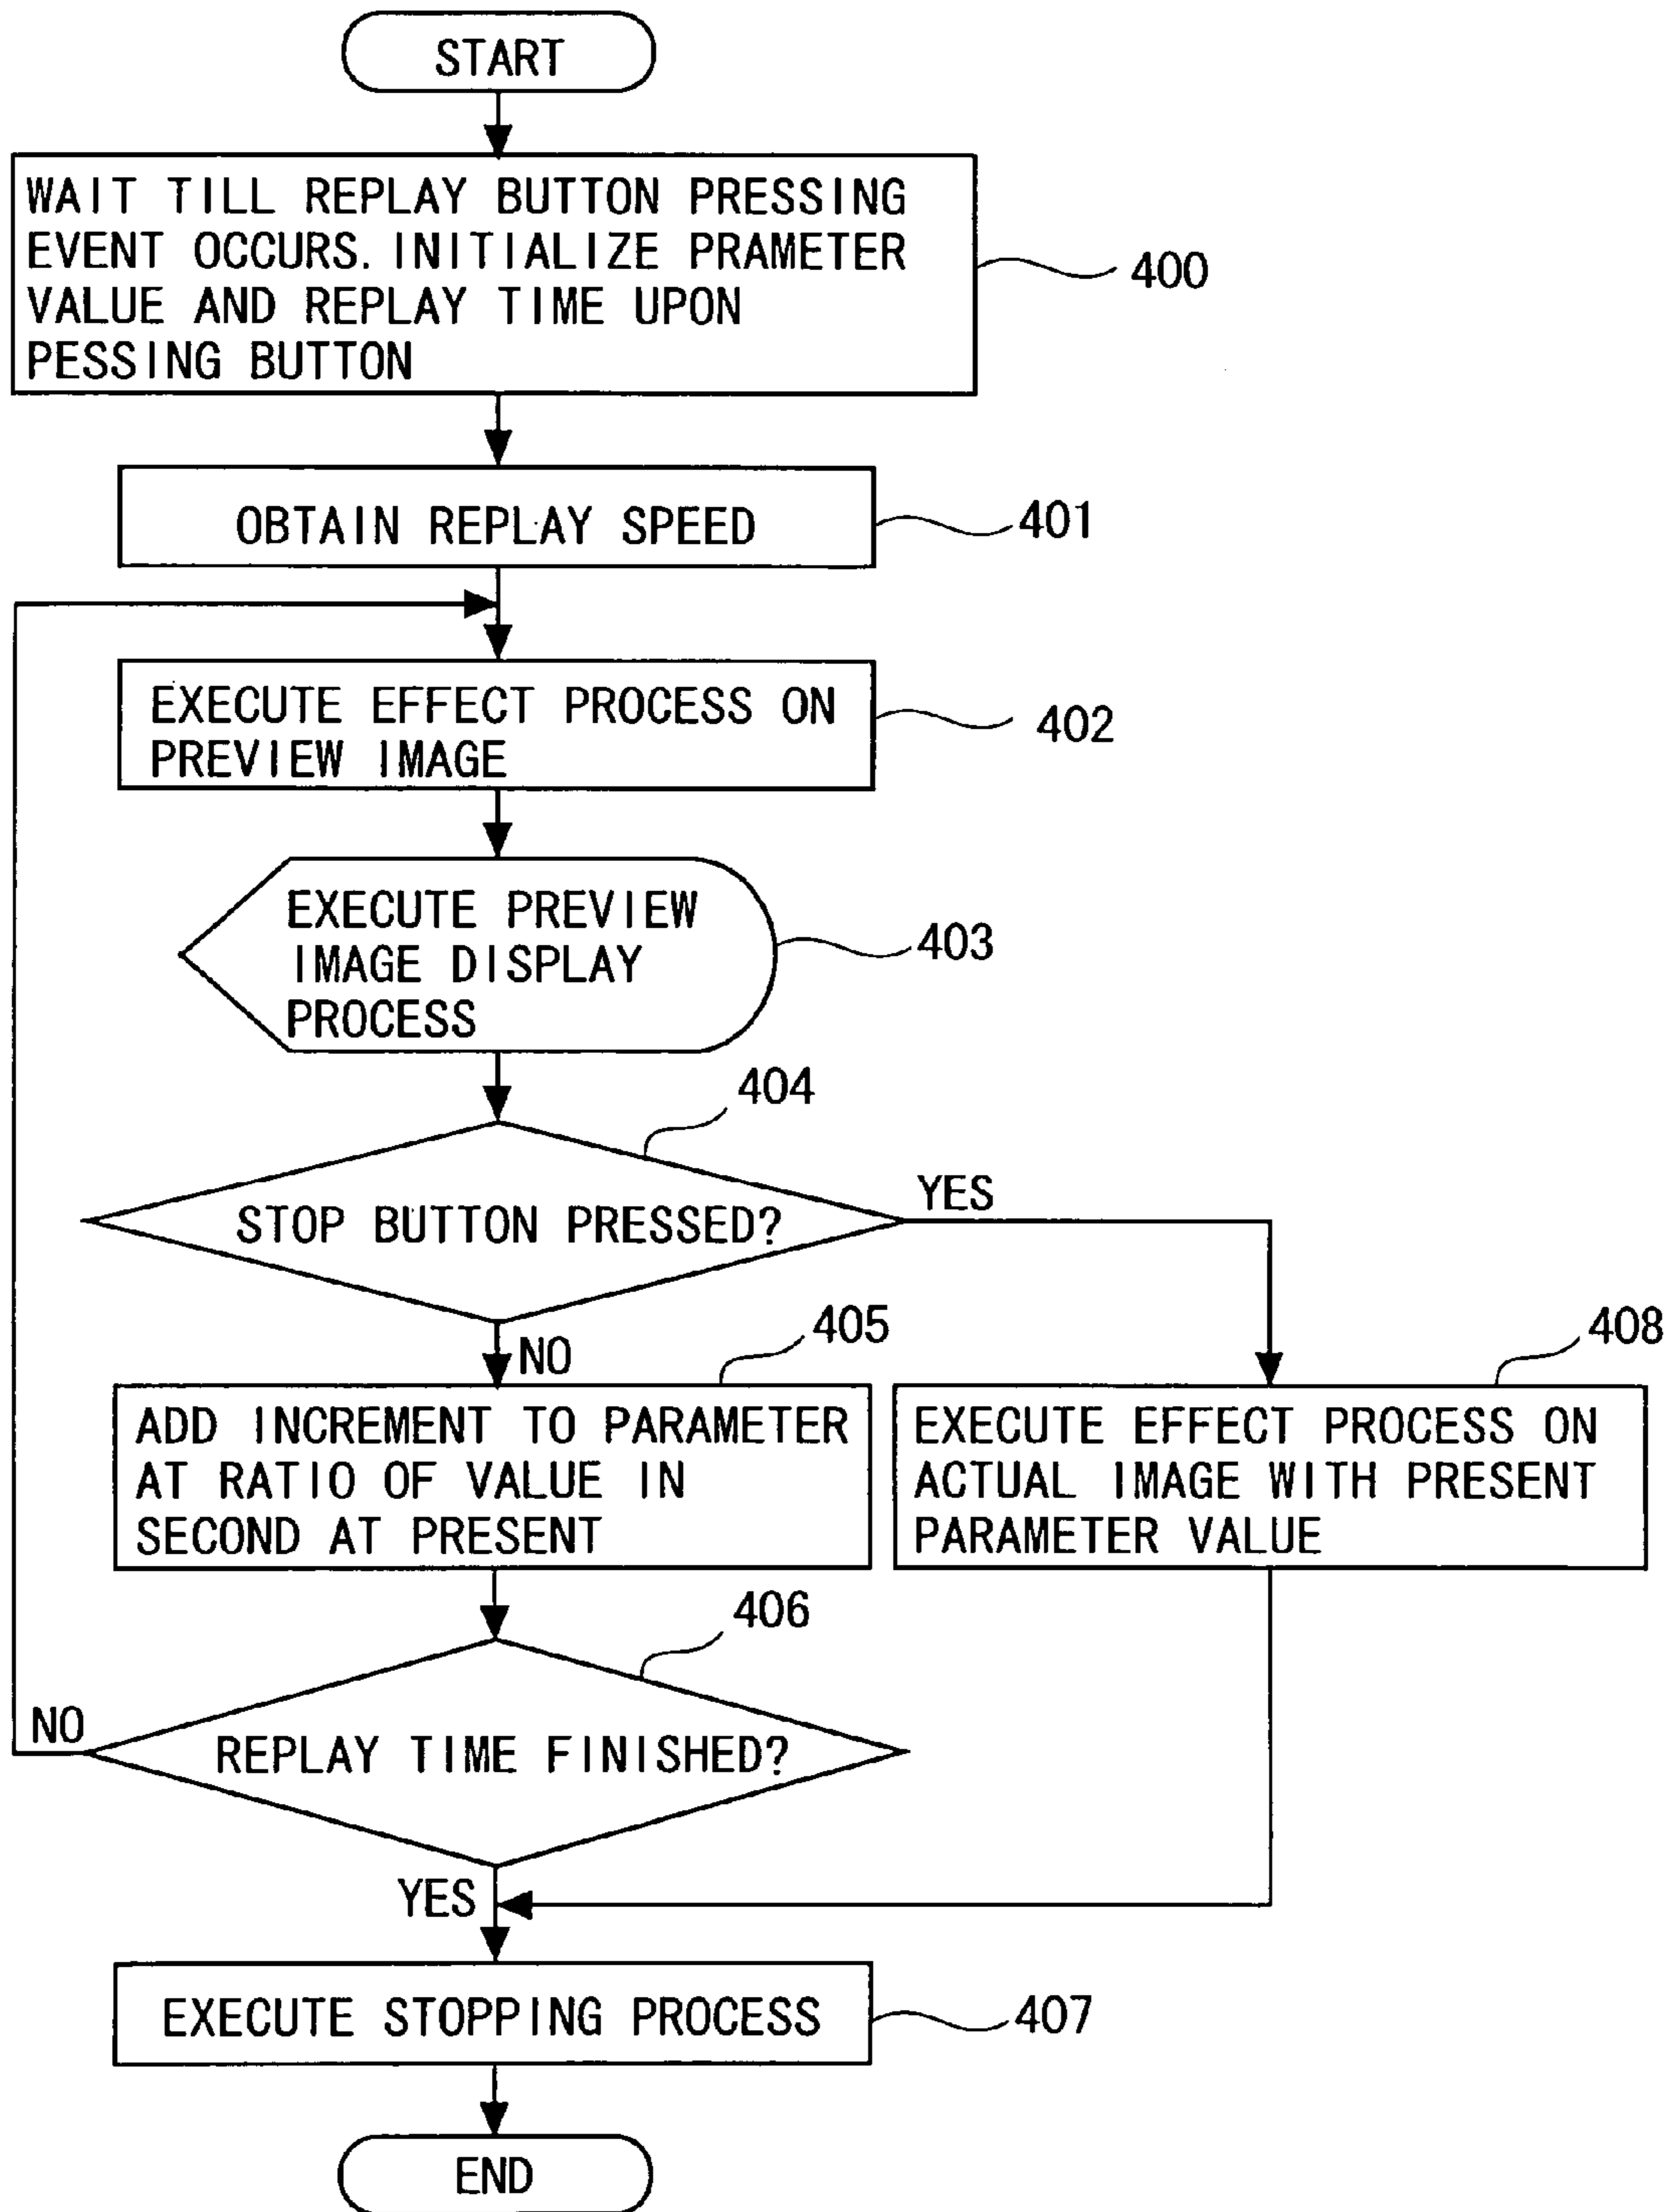 START
WAIT TILL REPLAY BUTTON PRESSING
EVENT OCCURS. INITIALIZE PRAMETER
VALUE AND REPLAY TIME UPON
PESSING BUTTON
400
OBTAIN REPLAY SPEED
401
EXECUTE EFFECT PROCESS ON
PREVIEW IMAGE
402
EXECUTE PREVIEW
IMAGE DISPLAY
PROCESS
403
404
STOP BUTTON PRESSED?
YES
NO
405
ADD INCREMENT TO PARAMETER
AT RATIO OF VALUE IN
SECOND AT PRESENT
408
EXECUTE EFFECT PROCESS ON
ACTUAL IMAGE WITH PRESENT
PARAMETER VALUE
406
REPLAY TIME FINISHED?
NO
YES
EXECUTE STOPPING PROCESS
407
END